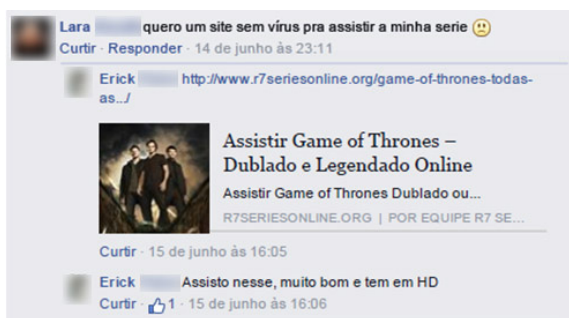 Lara quero um site sem vírus pra assistir a minha serie
Curtir · Responder · 14 de junho às 23:11
Erick http://www.r7seriesonline.org/game-of-thrones-todas-
as.../
Assistir Game of Thrones –
Dublado e Legendado Online
Assistir Game of Thrones Dublado ou...
R7SERIESONLINE.ORG | POR EQUIPE R7 SE...
Curtir · 15 de junho às 16:05
Erick Assisto nesse, muito bom e tem em HD
Curtir · 1 · 15 de junho às 16:06